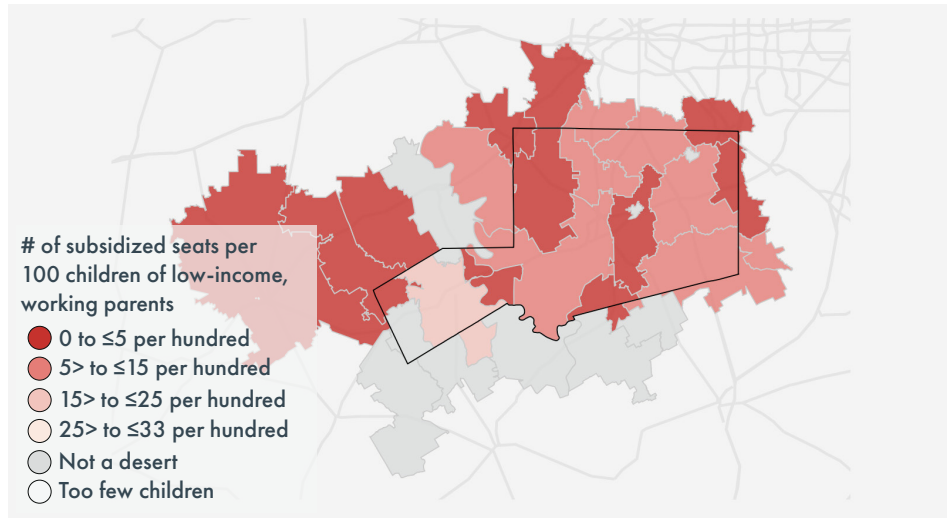 # of subsidized seats per
100 children of low-income,
working parents
0 to ≤5 per hundred
5> to ≤15 per hundred
15> to ≤25 per hundred
25> to ≤33 per hundred
Not a desert
Too few children